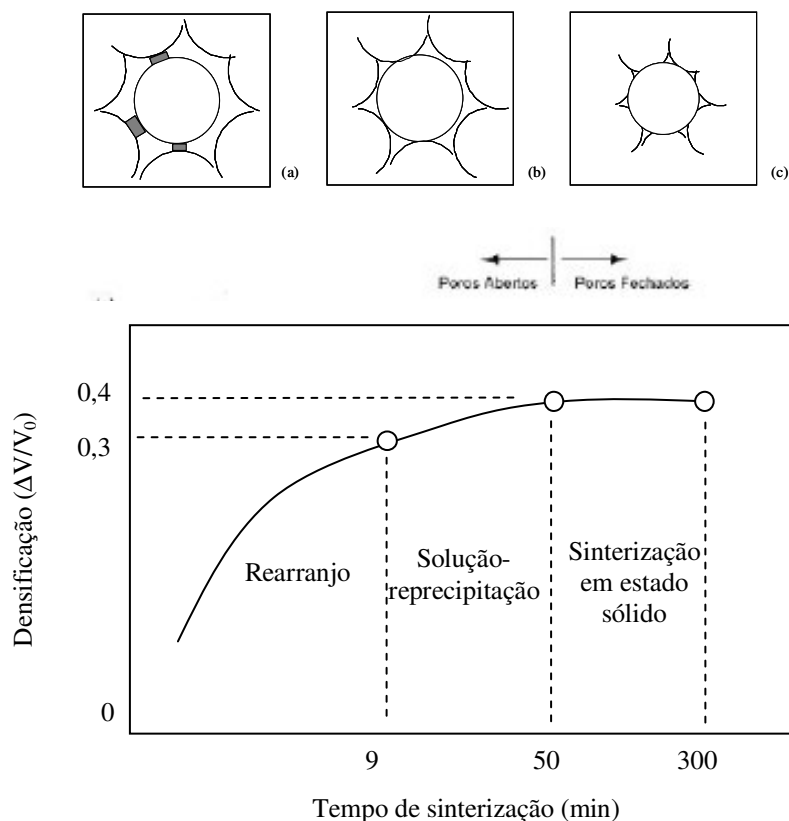 (a)
(b)
(c)
Poros Abertos
Poros Fechados
Densificação (ΔV/V₀)
0,4
0,3
0
Rearranjo
Solução-
reprecipitação
Sinterização
em estado
sólido
9
50
300
Tempo de sinterização (min)